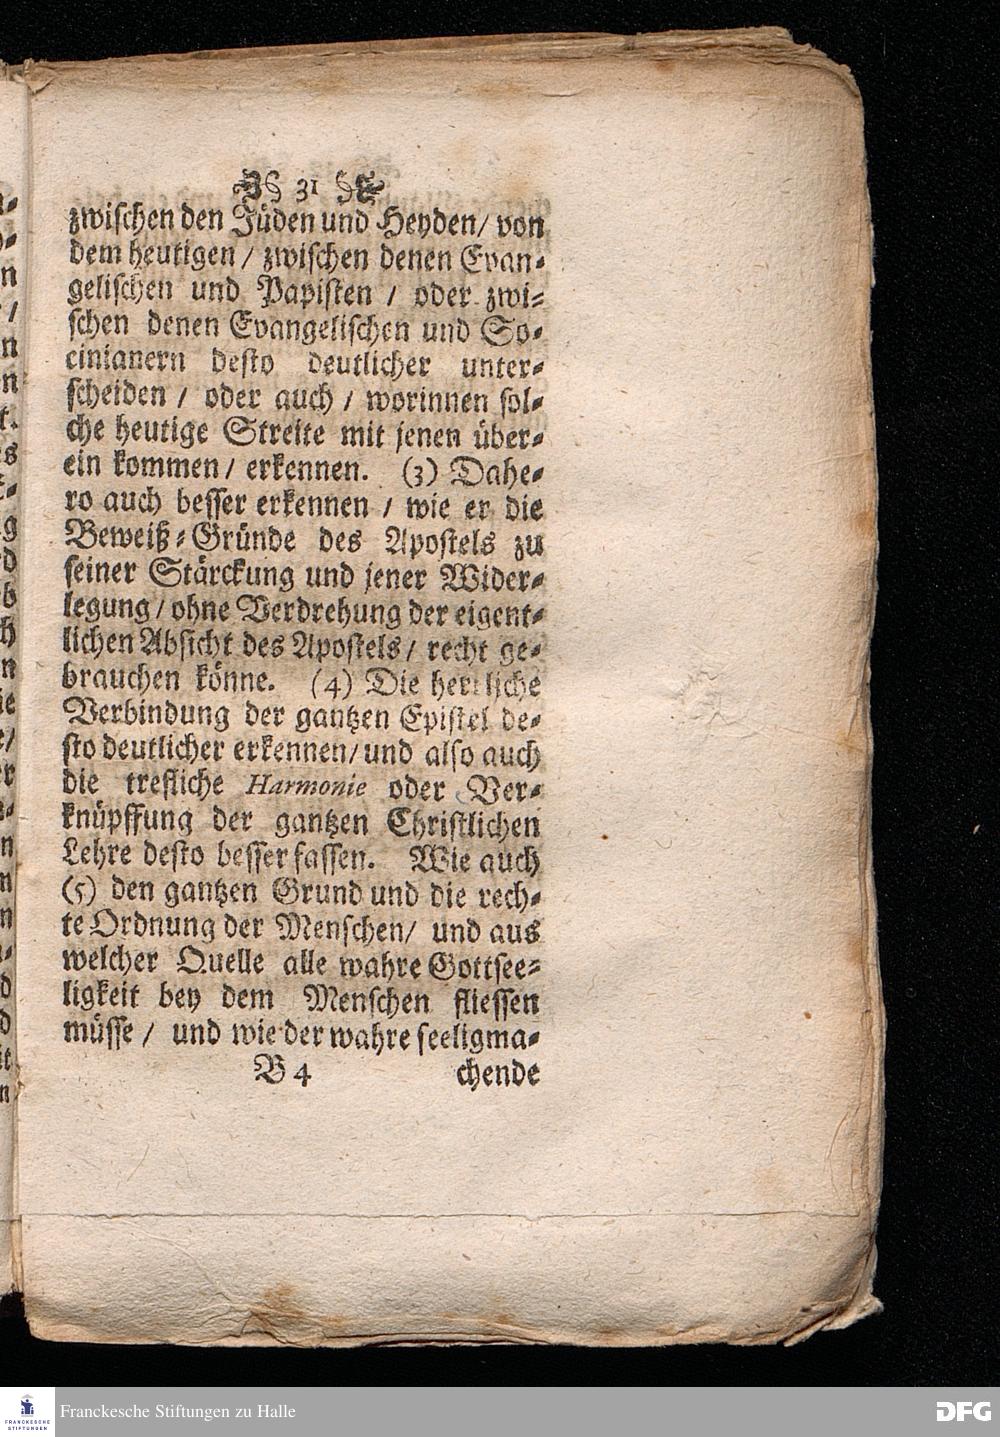 31
zwischen den Jüden und Heyden/ von
dem heutigen / zwischen denen Evan-
gelischen und Papisten / oder zwi-
schen denen Evangelischen und So-
cinianern desto deutlicher unter-
scheiden / oder auch / worinnen sol-
che heutige Streite mit jenen über-
ein kommen/ erkennen. (3) Dahe-
ro auch besser erkennen / wie er die
Beweiß-Gründe des Apostels zu
seiner Stärckung und jener Wider-
legung/ ohne Verdrehung der eigent-
lichen Absicht des Apostels/ recht ge-
brauchen könne. (4) Die herrliche
Verbindung der gantzen Epistel de-
sto deutlicher erkennen/ und also auch
die trefliche Harmonie oder Ver-
knüpffung der gantzen Christlichen
Lehre desto besser fassen. Wie auch
(5) den gantzen Grund und die rech-
te Ordnung der Menschen/ und aus
welcher Quelle alle wahre Gottsee-
ligkeit bey dem Menschen fliessen
müsse / und wie der wahre seeligma-
B 4 chende
FRANCKESCHE
STIFTUNGEN
Franckesche Stiftungen zu Halle
DFG